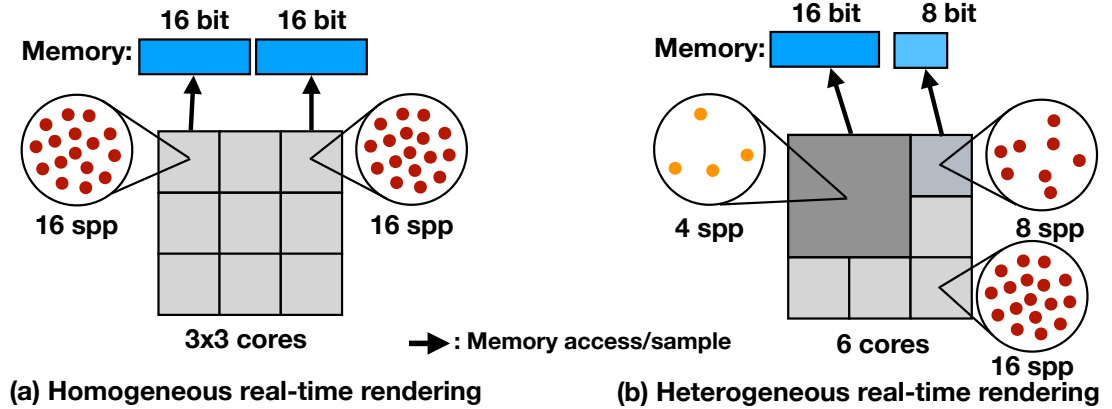 16 bit 16 bit
Memory:
16 spp 16 spp
3x3 cores
(a) Homogeneous real-time rendering
: Memory access/sample
16 bit 8 bit
Memory:
4 spp 8 spp
6 cores
16 spp
(b) Heterogeneous real-time rendering